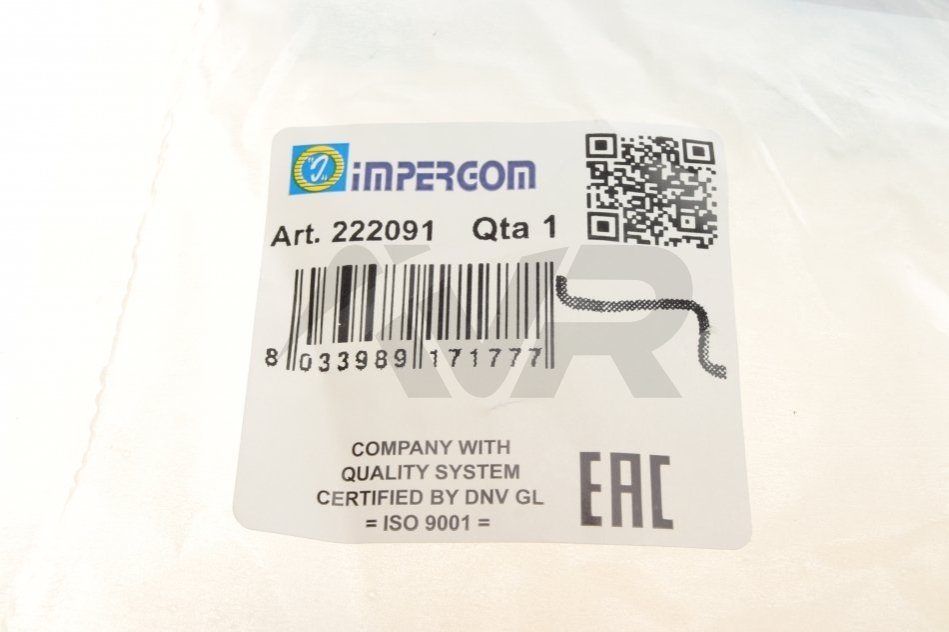 IMPERGOM
Art. 222091 Qta 1
8 033989 171777
COMPANY WITH
QUALITY SYSTEM
CERTIFIED BY DNV GL
= ISO 9001 =
EAC
VR